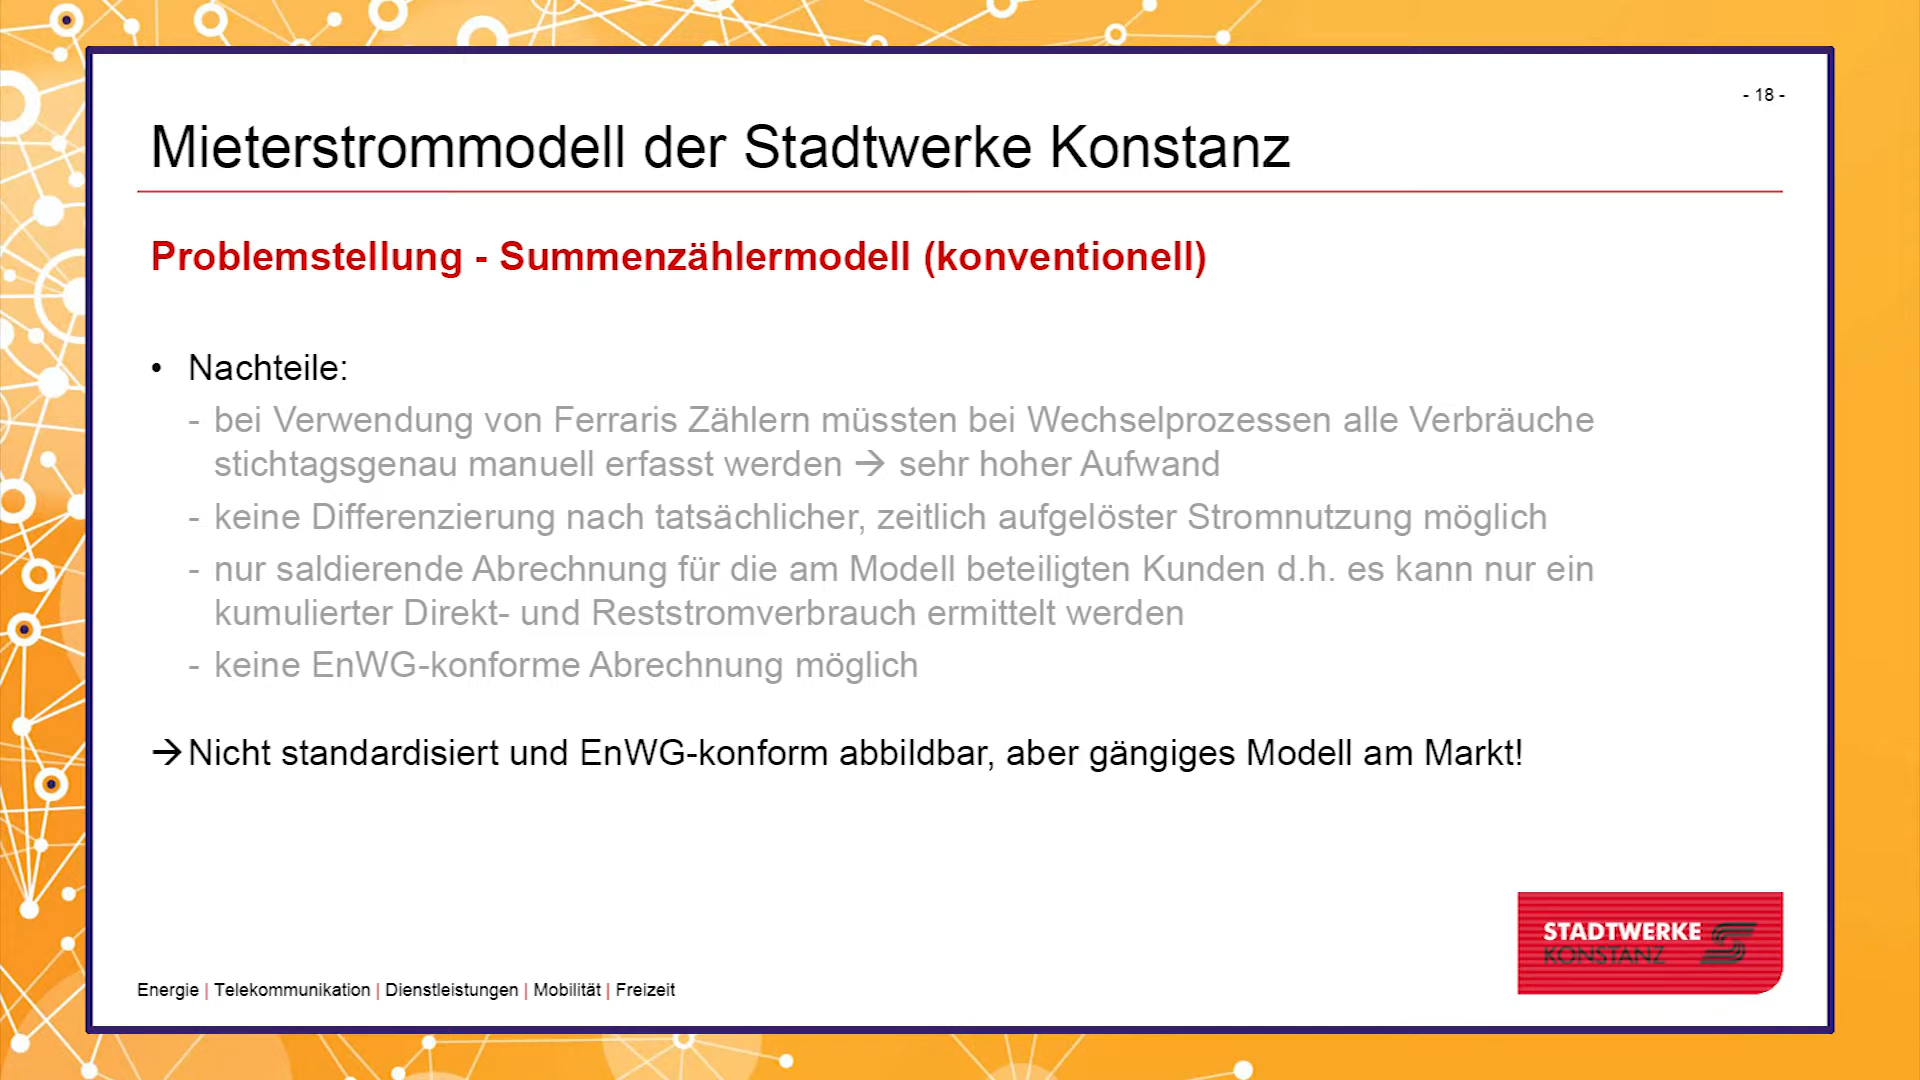 - 18 -
Mieterstrommodell der Stadtwerke Konstanz
Problemstellung - Summenzählermodell (konventionell)
• Nachteile:
- bei Verwendung von Ferraris Zählern müssten bei Wechselprozessen alle Verbräuche
stichtagsgenau manuell erfasst werden → sehr hoher Aufwand
- keine Differenzierung nach tatsächlicher, zeitlich aufgelöster Stromnutzung möglich
- nur saldierende Abrechnung für die am Modell beteiligten Kunden d.h. es kann nur ein
kumulierter Direkt- und Reststromverbrauch ermittelt werden
- keine EnWG-konforme Abrechnung möglich
→ Nicht standardisiert und EnWG-konform abbildbar, aber gängiges Modell am Markt!
STADTWERKE
KONSTANZ
Energie | Telekommunikation | Dienstleistungen | Mobilität | Freizeit